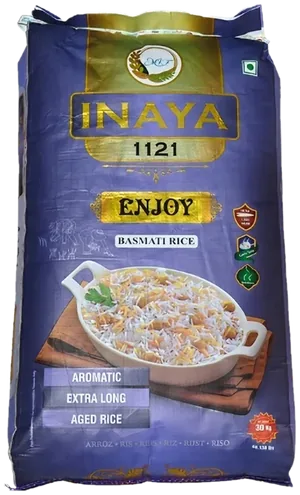 INAYA
1121
ENJOY
BASMATI RICE
AROMATIC
EXTRA LONG
AGED RICE
30 Kg